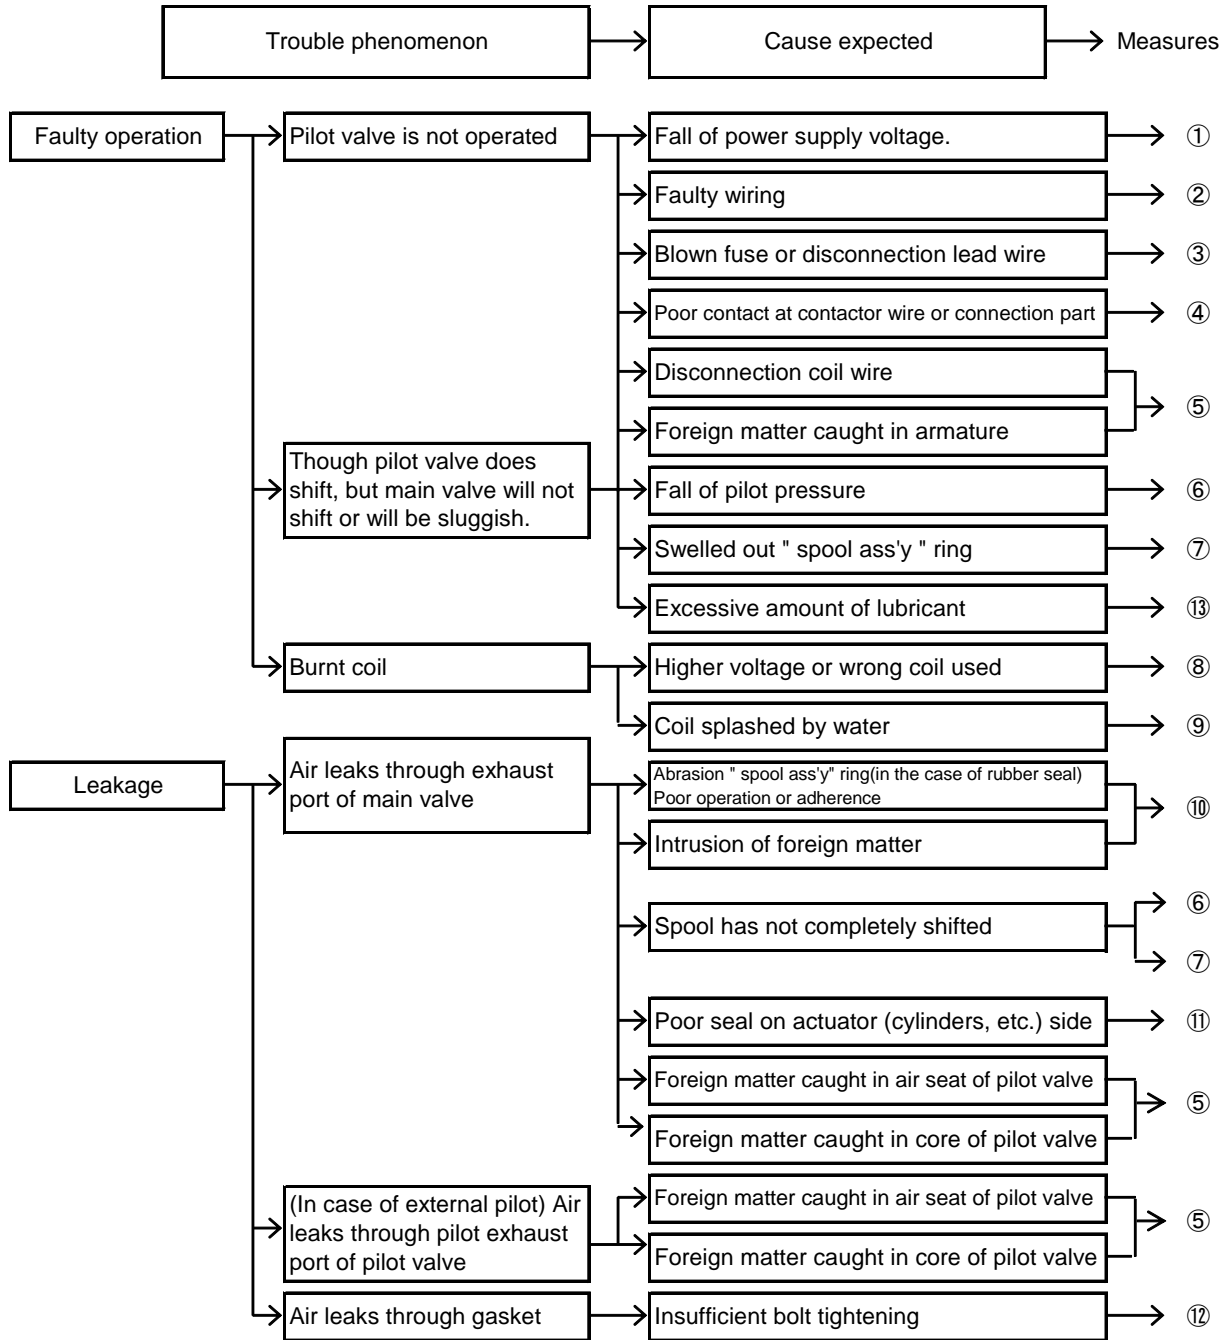 Trouble phenomenon
Cause expected
Measures
Faulty operation
Pilot valve is not operated
Fall of power supply voltage.
①
Faulty wiring
②
Blown fuse or disconnection lead wire
③
Poor contact at contactor wire or connection part
④
Disconnection coil wire
⑤
Foreign matter caught in armature
Though pilot valve does
shift, but main valve will not
shift or will be sluggish.
Fall of pilot pressure
⑥
Swelled out " spool ass'y " ring
⑦
Excessive amount of lubricant
⑬
Burnt coil
Higher voltage or wrong coil used
⑧
Coil splashed by water
⑨
Leakage
Air leaks through exhaust
port of main valve
Abrasion " spool ass'y" ring(in the case of rubber seal)
Poor operation or adherence
⑩
Intrusion of foreign matter
Spool has not completely shifted
⑥
⑦
Poor seal on actuator (cylinders, etc.) side
⑪
Foreign matter caught in air seat of pilot valve
⑤
Foreign matter caught in core of pilot valve
(In case of external pilot) Air
leaks through pilot exhaust
port of pilot valve
Foreign matter caught in air seat of pilot valve
⑤
Foreign matter caught in core of pilot valve
Air leaks through gasket
Insufficient bolt tightening
⑫